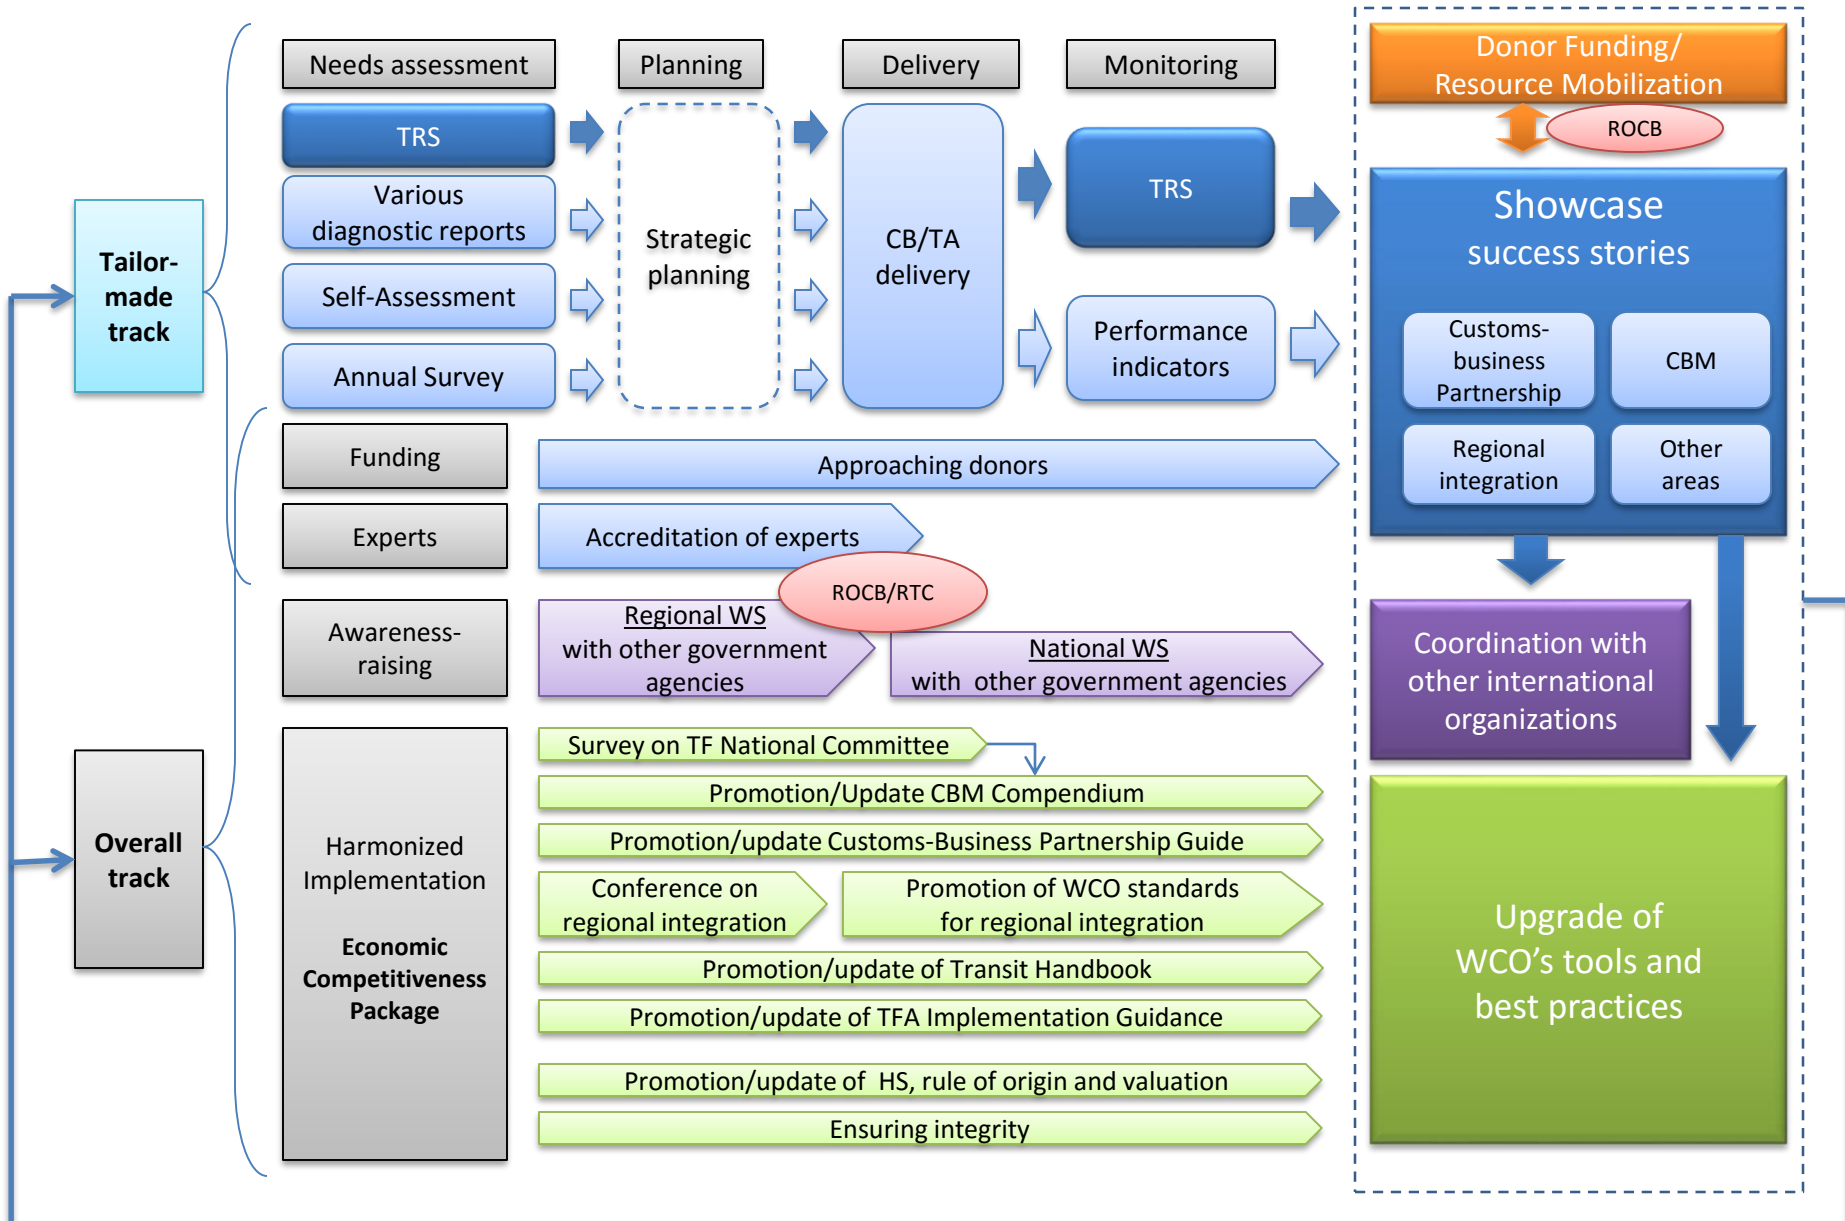 Needs assessment
Planning
Delivery
Monitoring
Donor Funding/
Resource Mobilization
ROCB
TRS
Various
diagnostic reports
Self-Assessment
Annual Survey
Strategic
planning
CB/TA
delivery
TRS
Performance
indicators
Showcase
success stories
Customs-
business
Partnership
CBM
Regional
integration
Other
areas
Tailor-
made
track
Funding
Approaching donors
Experts
Accreditation of experts
ROCB/RTC
Awareness-
raising
Regional WS
with other government
agencies
National WS
with  other government agencies
Coordination with
other international
organizations
Overall
track
Harmonized
Implementation
Economic
Competitiveness
Package
Survey on TF National Committee
Promotion/Update CBM Compendium
Promotion/update Customs-Business Partnership Guide
Conference on
regional integration
Promotion of WCO standards
for regional integration
Promotion/update of Transit Handbook
Promotion/update of TFA Implementation Guidance
Promotion/update of  HS, rule of origin and valuation
Ensuring integrity
Upgrade of
WCO’s tools and
best practices